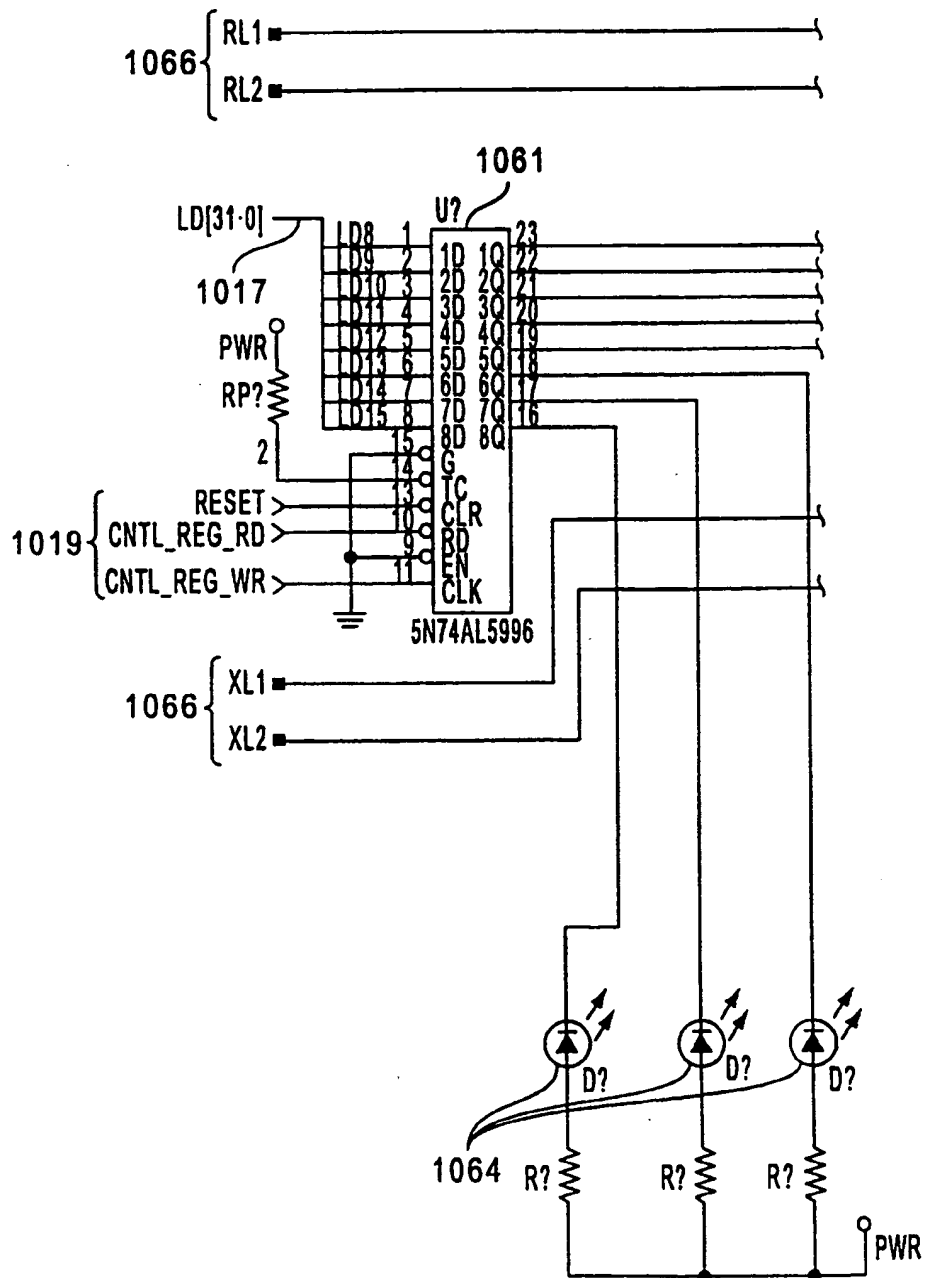 1066
RL1
RL2
1061
U?
LD[31·0]
1017
LD8 1 1D 1Q 23
LD9 2 2D 2Q 22
LD10 3 3D 3Q 21
LD11 4 4D 4Q 20
LD12 5 5D 5Q 19
LD13 6 6D 6Q 18
LD14 7 7D 7Q 17
LD15 8 8D 8Q 16
PWR
RP?
2
15 G
14 TC
1019
RESET 13 CLR
CNTL_REG_RD 10 RD
9 EN
CNTL_REG_WR 11 CLK
5N74AL5996
1066
XL1
XL2
D?
D?
D?
1064
R?
R?
R?
PWR